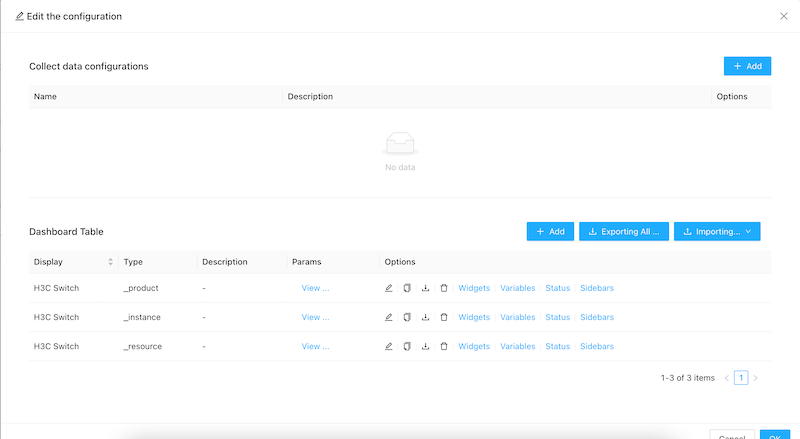 Edit the configuration
Collect data configurations
Add
Name Description Options
No data
Dashboard Table
Add Exporting All ... Importing...
Display Type Description Params Options
H3C Switch _product - View ... Widgets Variables Status Sidebars
H3C Switch _instance - View ... Widgets Variables Status Sidebars
H3C Switch _resource - View ... Widgets Variables Status Sidebars
1-3 of 3 items 1
Cancel OK